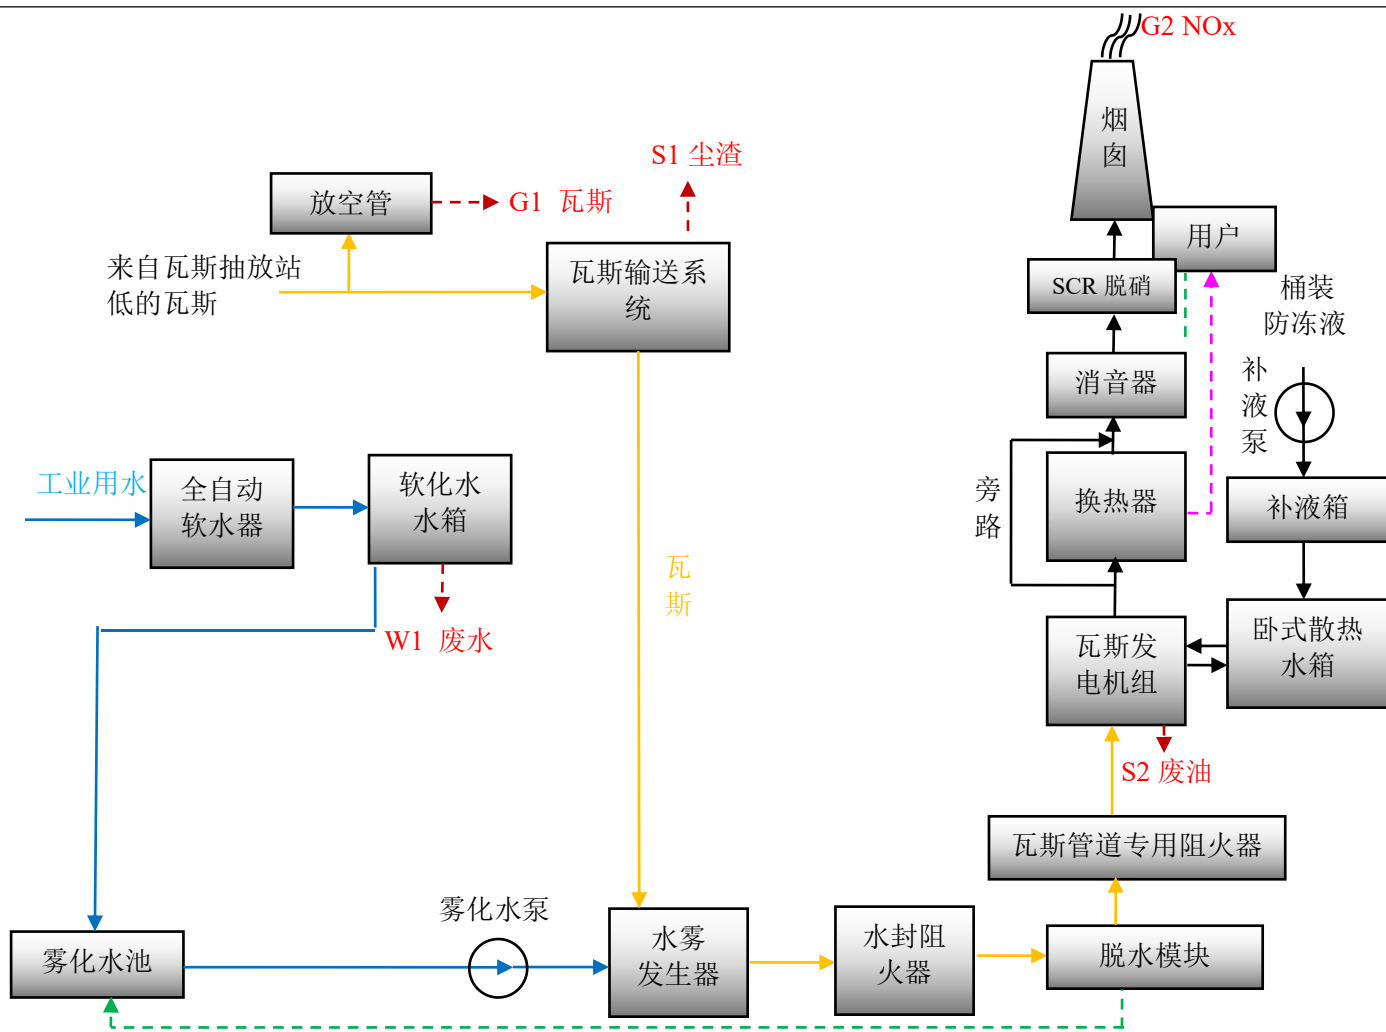 G2 NOx
烟
囱
S1 尘渣
放空管
G1 瓦斯
用户
来自瓦斯抽放站
低的瓦斯
瓦斯输送系
统
SCR 脱硝
桶装
防冻液
消音器
补
液
泵
工业用水
全自动
软水器
软化水
水箱
旁
路
换热器
补液箱
瓦
斯
W1 废水
瓦斯发
电机组
卧式散热
水箱
S2 废油
瓦斯管道专用阻火器
雾化水泵
雾化水池
水雾
发生器
水封阻
火器
脱水模块